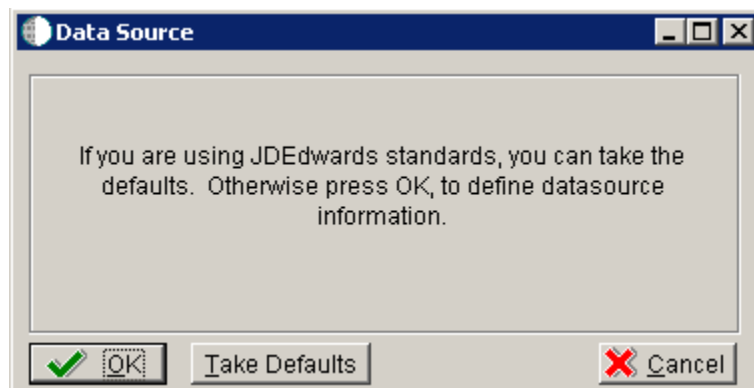 Data Source
If you are using JDEdwards standards, you can take the
defaults. Otherwise press OK, to define datasource
information.
OK
Take Defaults
Cancel